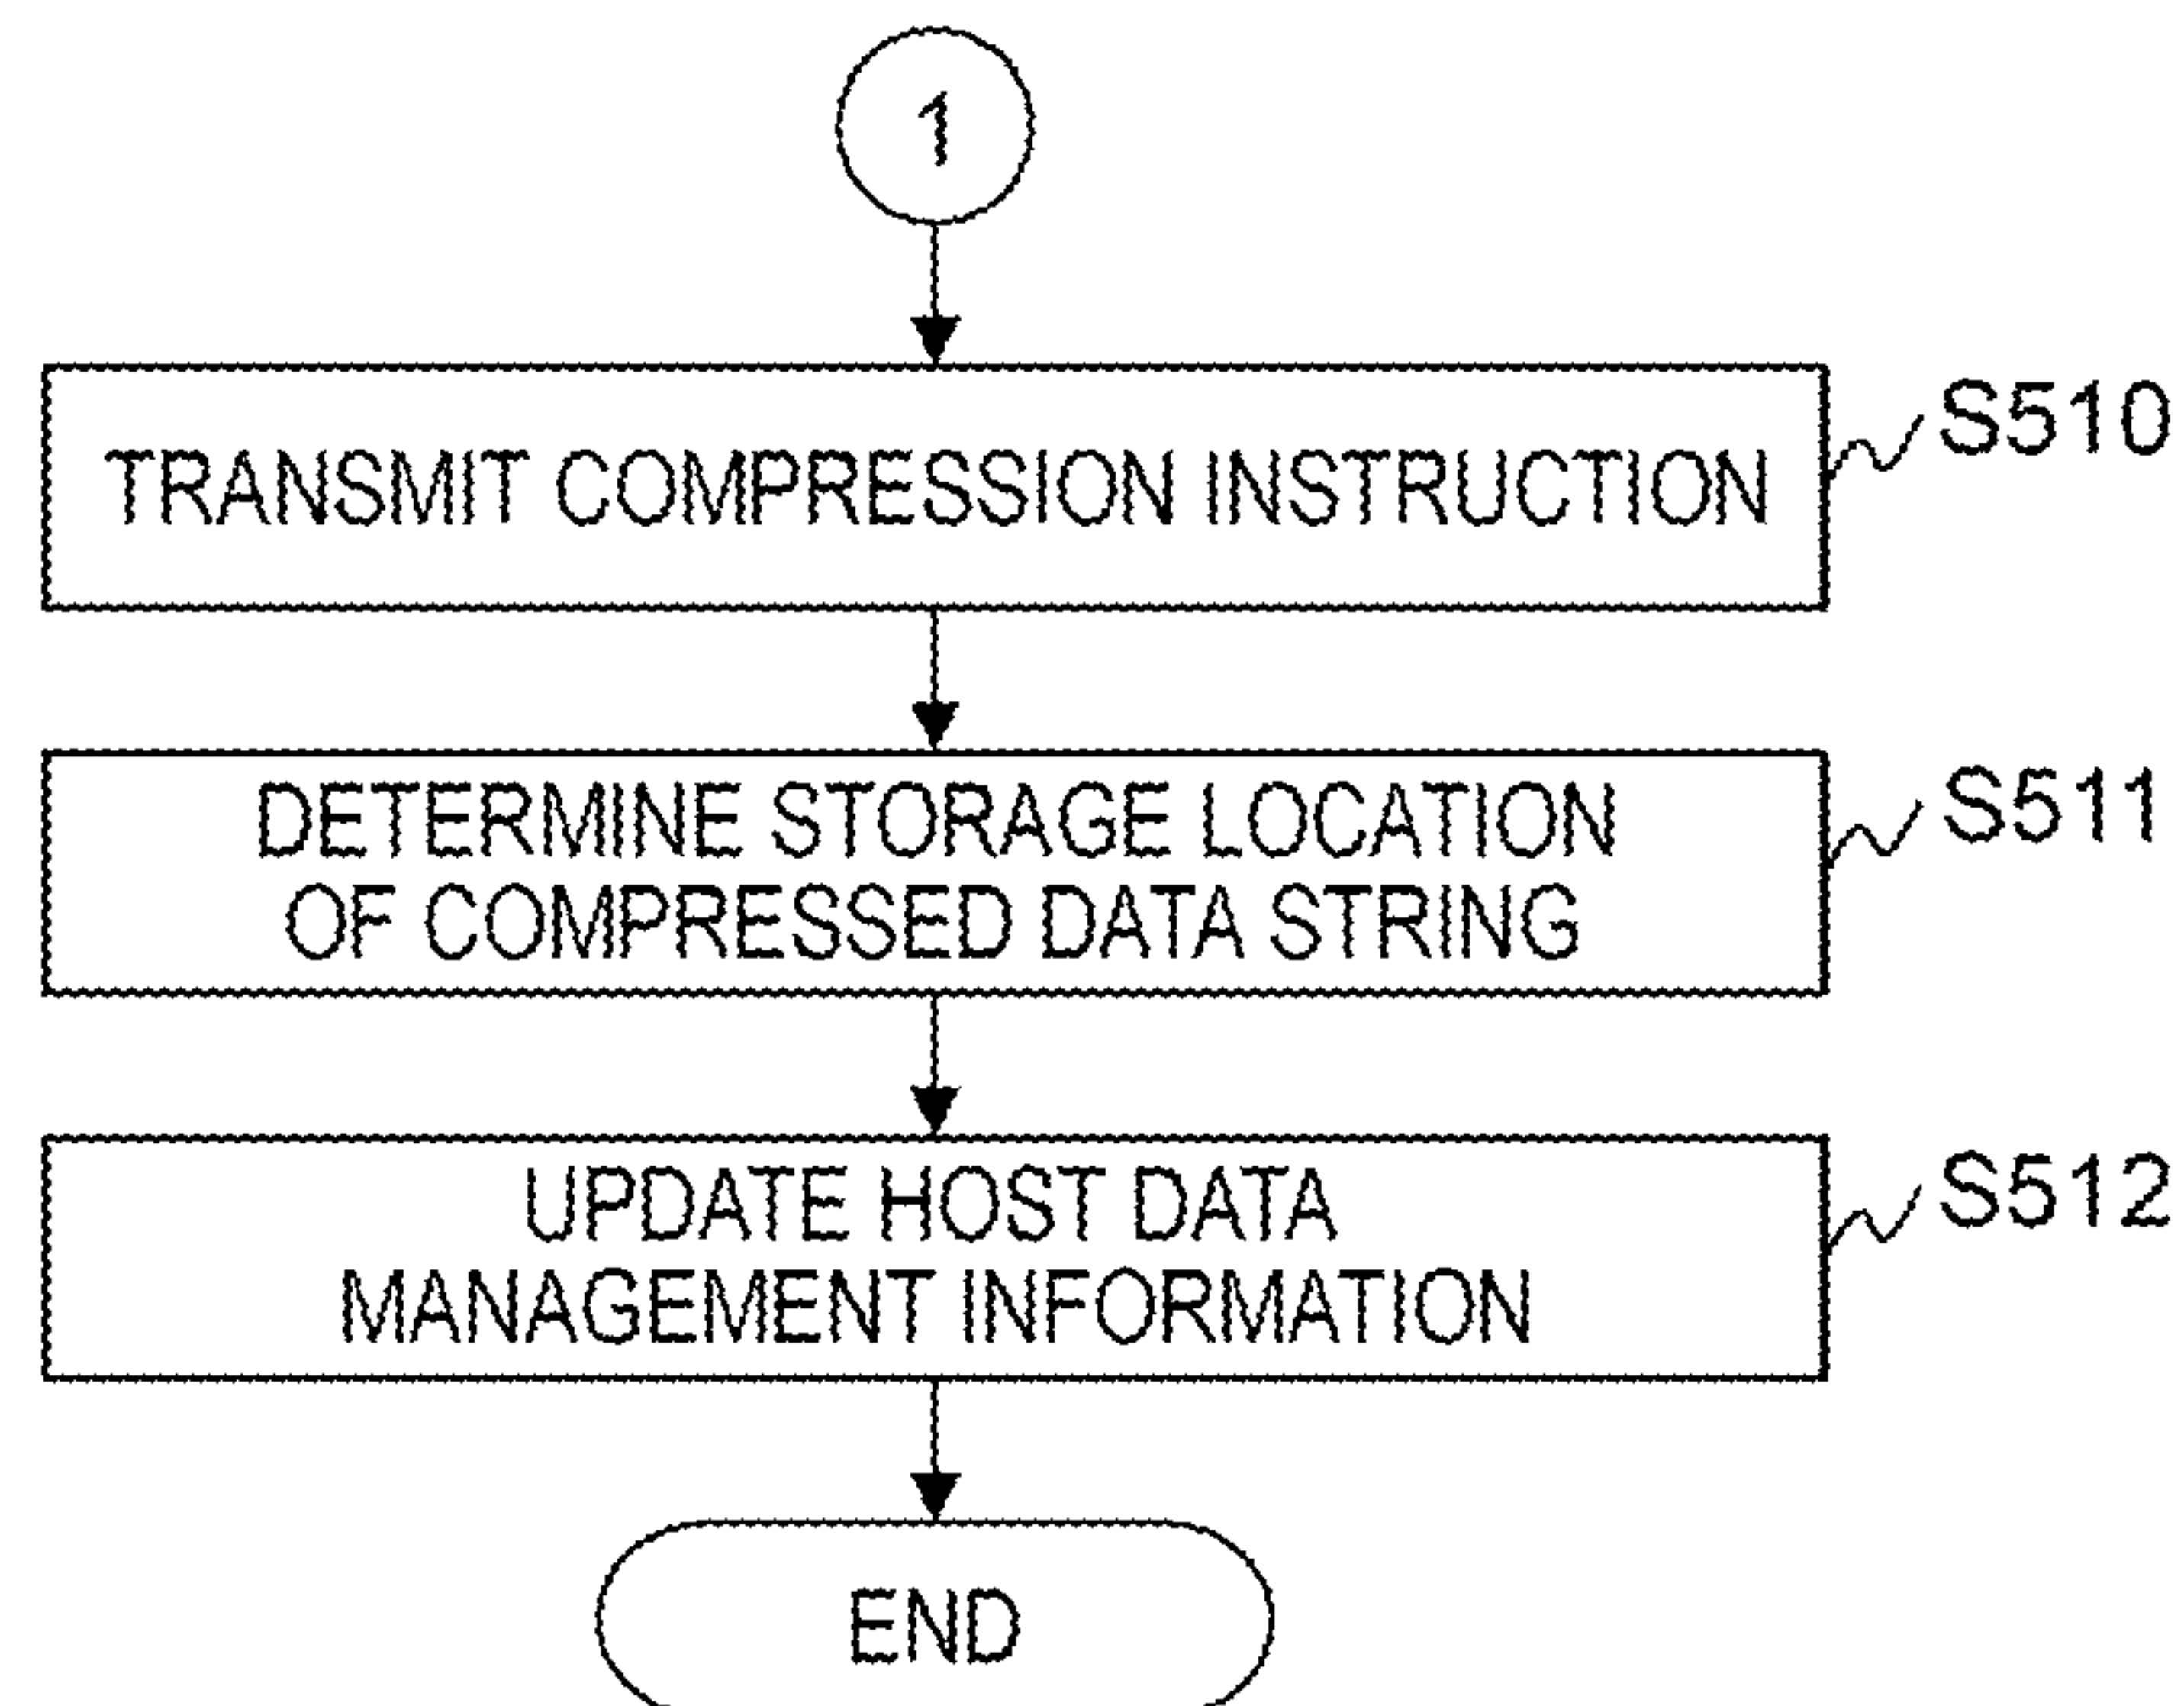 1
TRANSMIT COMPRESSION INSTRUCTION
S510
DETERMINE STORAGE LOCATION
OF COMPRESSED DATA STRING
S511
UPDATE HOST DATA
MANAGEMENT INFORMATION
S512
END